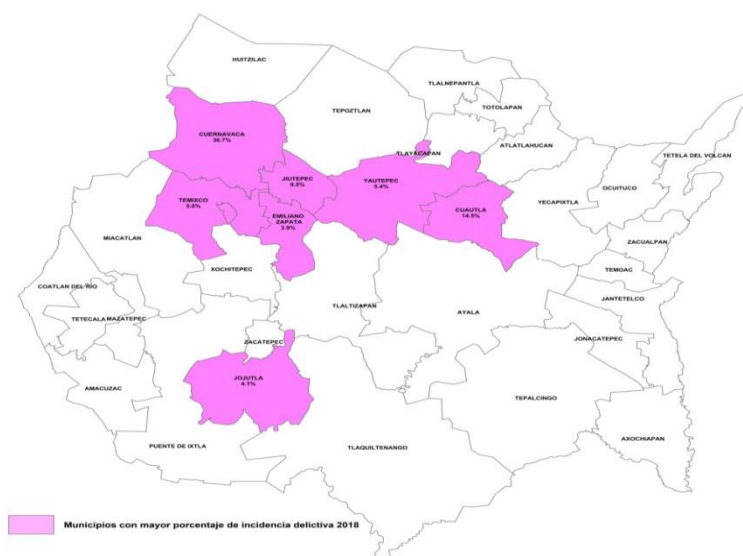 HUITZILAC
TLALNEPANTLA
TEPOZTLAN
TOTOLAPAN
CUERNAVACA
36.7%
TLAYACAPAN
ATLATLAHUCAN
TETELA DEL VOLCAN
JIUTEPEC
9.5%
YAUTEPEC
5.4%
OCUITUCO
TEMIXCO
5.0%
YECAPIXTLA
CUAUTLA
14.5%
EMILIANO
ZAPATA
3.9%
MIACATLAN
ZACUALPAN
XOCHITEPEC
TEMOAC
COATLAN DEL RIO
TLALTIZAPAN
AYALA
JANTETELCO
TETECALA
MAZATEPEC
JONACATEPEC
ZACATEPEC
JOJUTLA
4.1%
AMACUZAC
TEPALCINGO
AXOCHIAPAN
PUENTE DE IXTLA
TLAQUILTENANGO
Municipios con mayor porcentaje de incidencia delictiva 2018